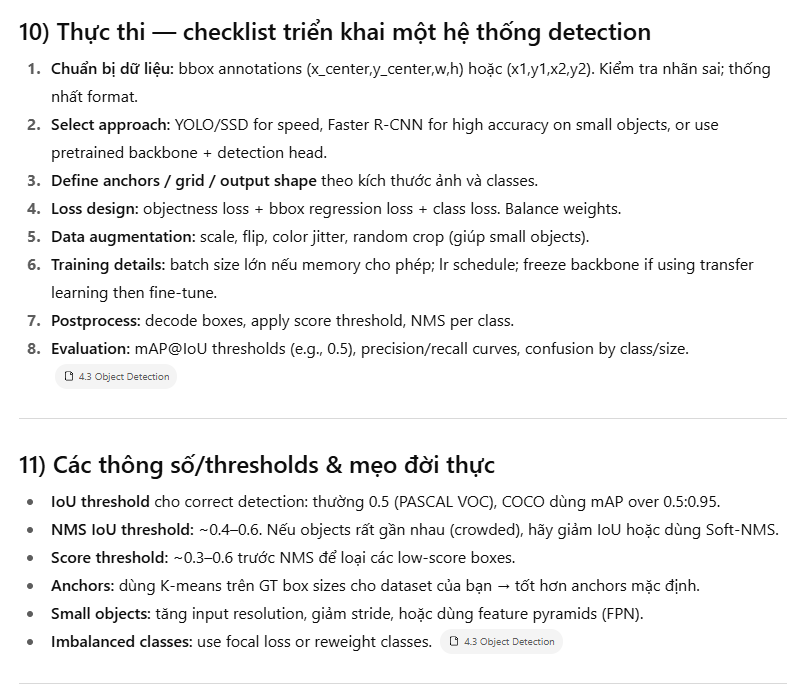 10) Thực thi — checklist triển khai một hệ thống detection
1. Chuẩn bị dữ liệu: bbox annotations (x_center,y_center,w,h) hoặc (x1,y1,x2,y2). Kiểm tra nhãn sai; thống
nhất format.
2. Select approach: YOLO/SSD for speed, Faster R-CNN for high accuracy on small objects, or use
pretrained backbone + detection head.
3. Define anchors / grid / output shape theo kích thước ảnh và classes.
4. Loss design: objectness loss + bbox regression loss + class loss. Balance weights.
5. Data augmentation: scale, flip, color jitter, random crop (giúp small objects).
6. Training details: batch size lớn nếu memory cho phép; lr schedule; freeze backbone if using transfer
learning then fine-tune.
7. Postprocess: decode boxes, apply score threshold, NMS per class.
8. Evaluation: mAP@IoU thresholds (e.g., 0.5), precision/recall curves, confusion by class/size.
4.3 Object Detection
11) Các thông số/thresholds & mẹo đời thực
• IoU threshold cho correct detection: thường 0.5 (PASCAL VOC), COCO dùng mAP over 0.5:0.95.
• NMS IoU threshold: ~0.4–0.6. Nếu objects rất gần nhau (crowded), hãy giảm IoU hoặc dùng Soft-NMS.
• Score threshold: ~0.3–0.6 trước NMS để loại các low-score boxes.
• Anchors: dùng K-means trên GT box sizes cho dataset của bạn → tốt hơn anchors mặc định.
• Small objects: tăng input resolution, giảm stride, hoặc dùng feature pyramids (FPN).
• Imbalanced classes: use focal loss or reweight classes. 4.3 Object Detection